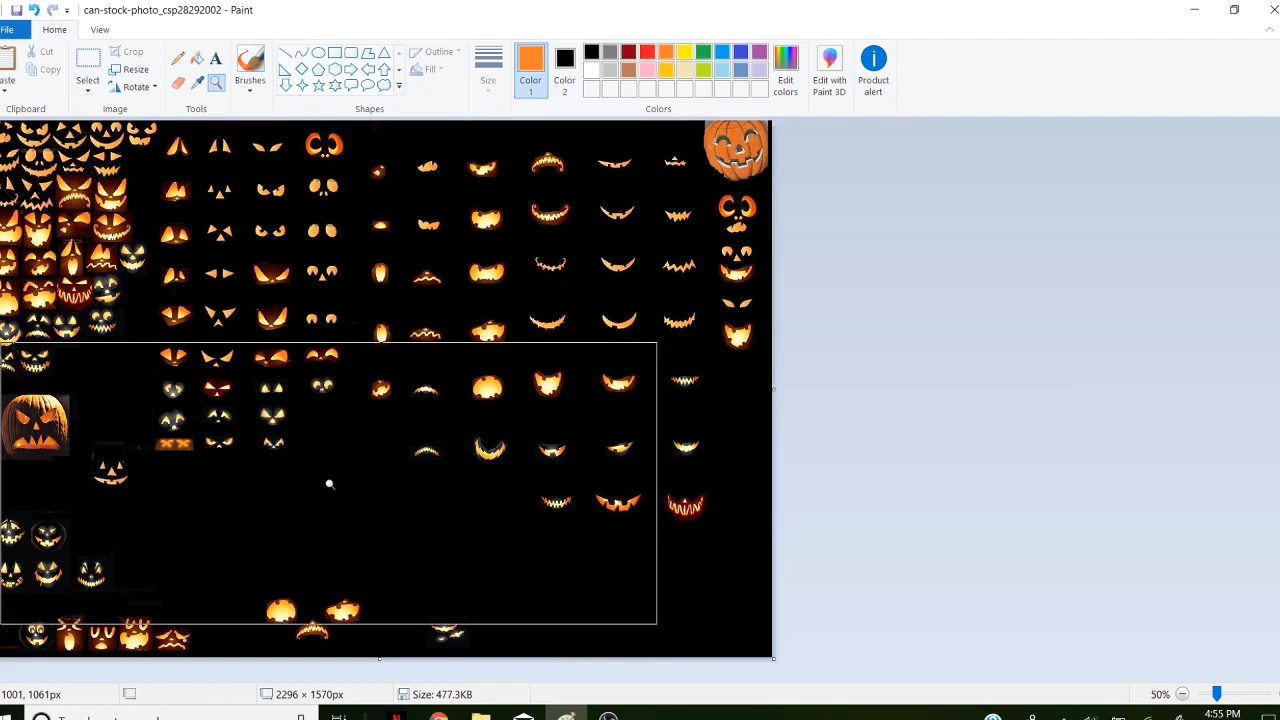 can-stock-photo_csp28292002 - Paint
File
Home
View
Cut
Copy
Crop
Resize
Rotate
Select
Brushes
Outline
Fill
Size
Color
1
Color
2
Edit
colors
Edit with
Paint 3D
Product
alert
Clipboard
Image
Tools
Shapes
Colors
1001, 1061px
2296 × 1570px
Size: 477.3KB
50%
4:55 PM